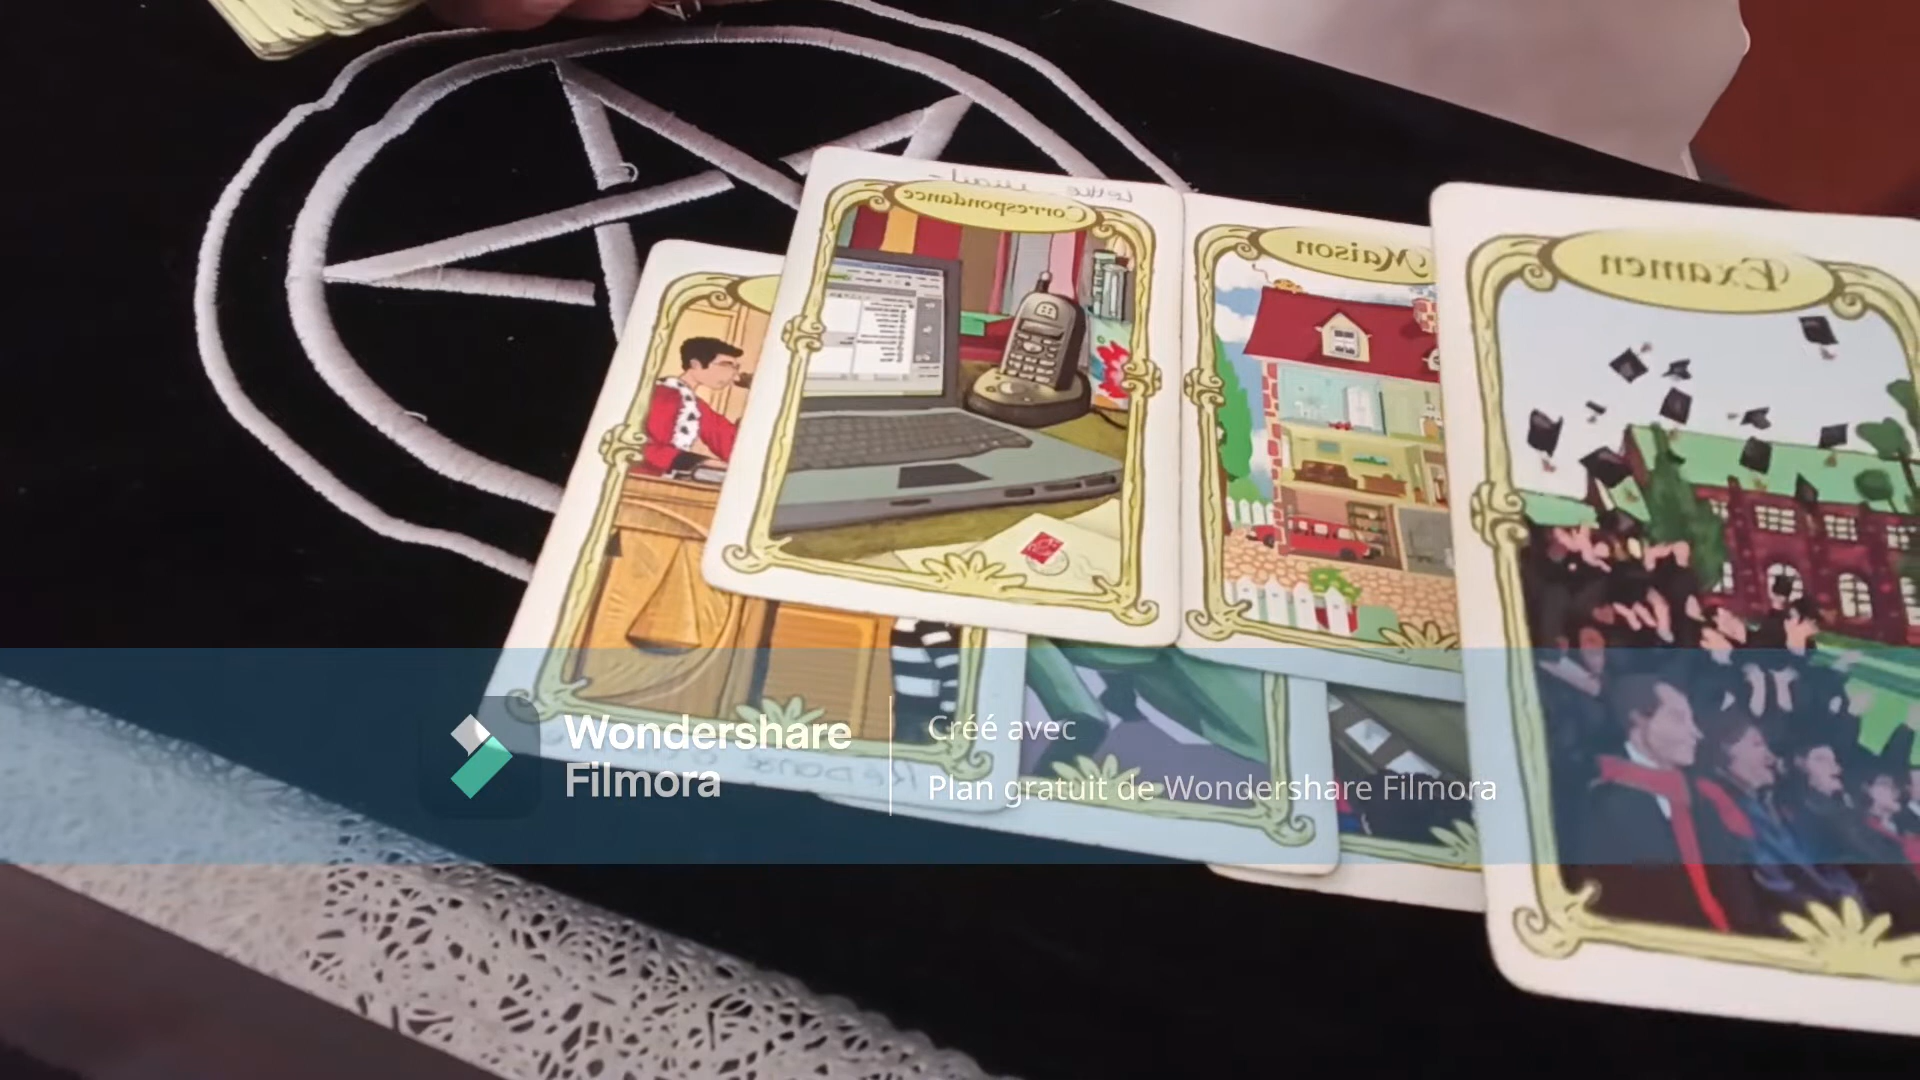 Correspondance
Maison
Examen
Wondershare
Filmora
Créé avec
Plan gratuit de Wondershare Filmora